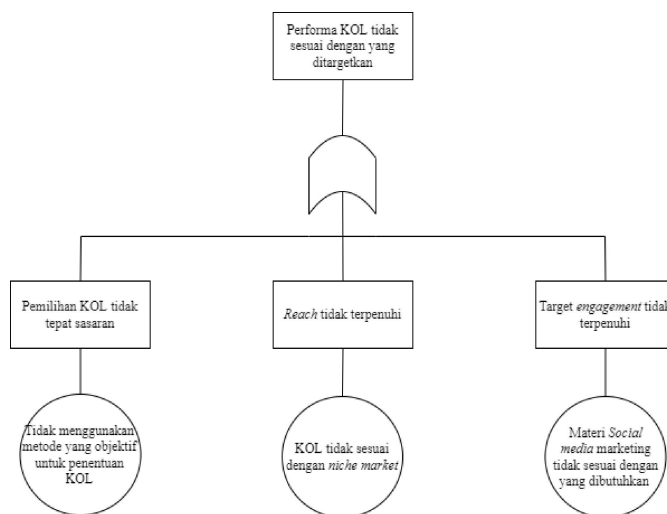 Performa KOL tidak
sesuai dengan yang
ditargetkan
Pemilihan KOL tidak
tepat sasaran
Reach tidak terpenuhi
Target engagement tidak
terpenuhi
Tidak menggunakan
metode yang objektif
untuk penentuan
KOL
KOL tidak sesuai
dengan niche market
Materi Social
media marketing
tidak sesuai dengan
yang dibutuhkan